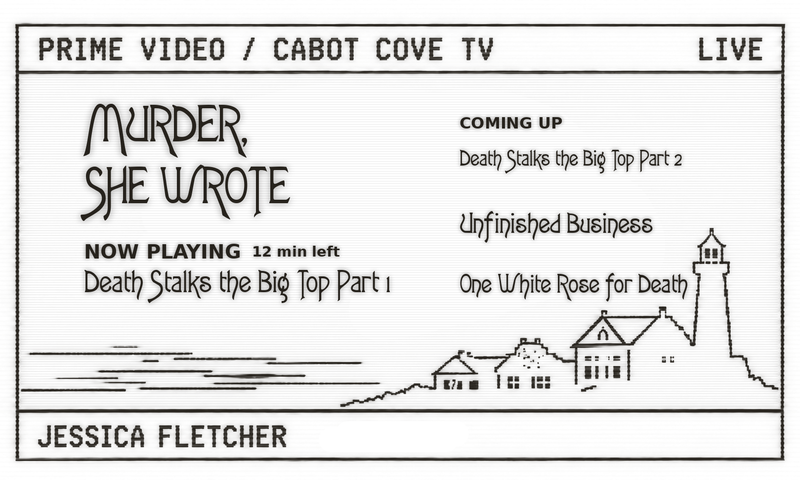 PRIME VIDEO / CABOT COVE TV
LIVE
MURDER,
SHE WROTE
NOW PLAYING 12 min left
Death Stalks the Big Top Part 1
COMING UP
Death Stalks the Big Top Part 2
Unfinished Business
One White Rose for Death
JESSICA FLETCHER